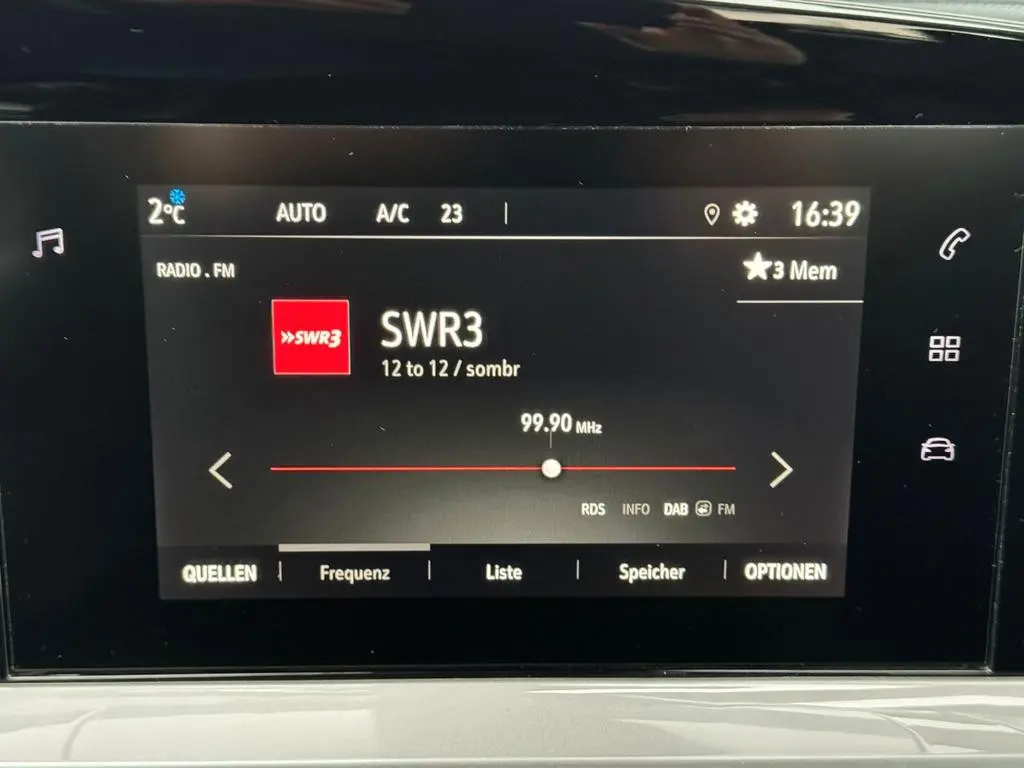 2°C AUTO A/C 23 16:39
RADIO . FM
3 Mem
»SWR3
SWR3
12 to 12 / sombr
99.90 MHz
RDS INFO DAB FM
QUELLEN Frequenz Liste Speicher OPTIONEN